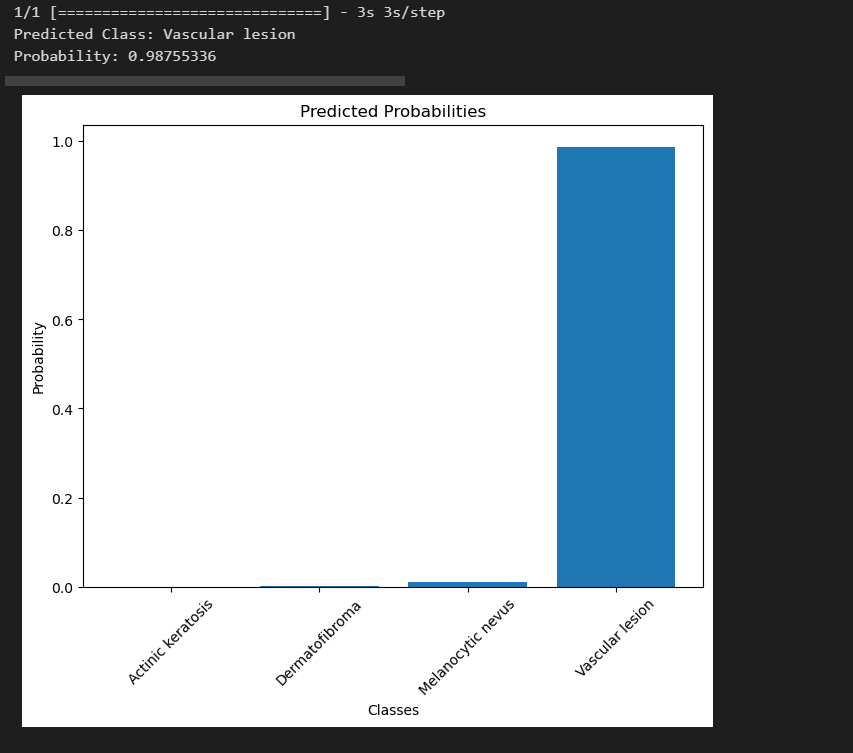 1/1 [==============================] - 3s 3s/step
Predicted Class: Vascular lesion
Probability: 0.98755336
Predicted Probabilities
1.0
0.8
0.6
0.4
0.2
0.0
Probability
Actinic keratosis
Dermatofibroma
Melanocytic nevus
Vascular lesion
Classes